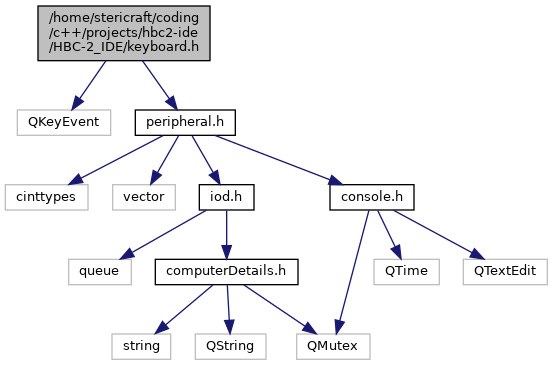 /home/stericraft/coding
/c++/projects/hbc2-ide
/HBC-2_IDE/keyboard.h
QKeyEvent
peripheral.h
cinttypes
vector
iod.h
console.h
queue
computerDetails.h
QTime
QTextEdit
string
QString
QMutex